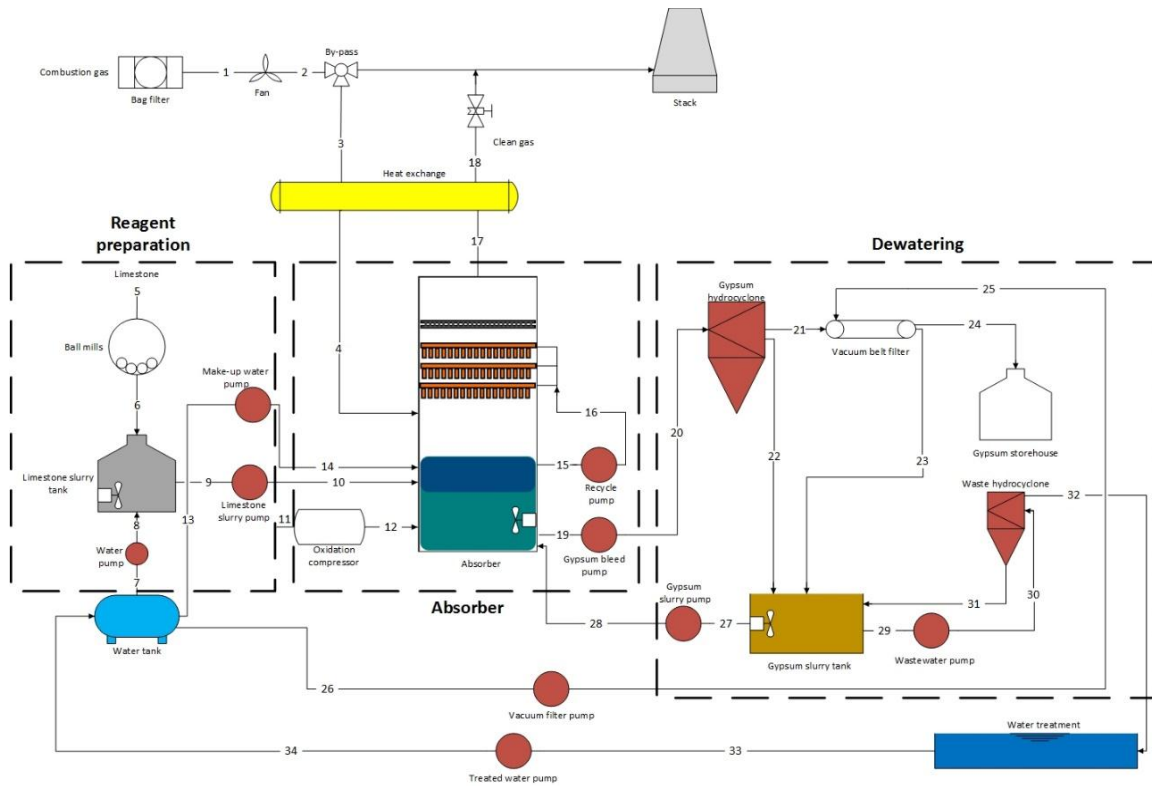 By-pass
Combustion gas
1
2
Fan
Bag filter
Stack
3
Clean gas
18
Heat exchange
Reagent
preparation
17
Dewatering
Limestone
5
Gypsum
hydrocyclone
25
21
24
Vacuum belt filter
Ball mills
4
Make-up water
pump
6
16
20
22
23
Gypsum storehouse
14
15
Limestone slurry
tank
9
10
Recycle
pump
Waste hydrocyclone
32
Limestone
slurry pump
8
13
11
12
19
Water
pump
Oxidation
compressor
Absorber
Gypsum bleed
pump
Gypsum
slurry pump
7
31
30
Absorber
28
27
29
Water tank
Gypsum slurry tank
Wastewater pump
26
Vacuum filter pump
Water treatment
34
33
Treated water pump